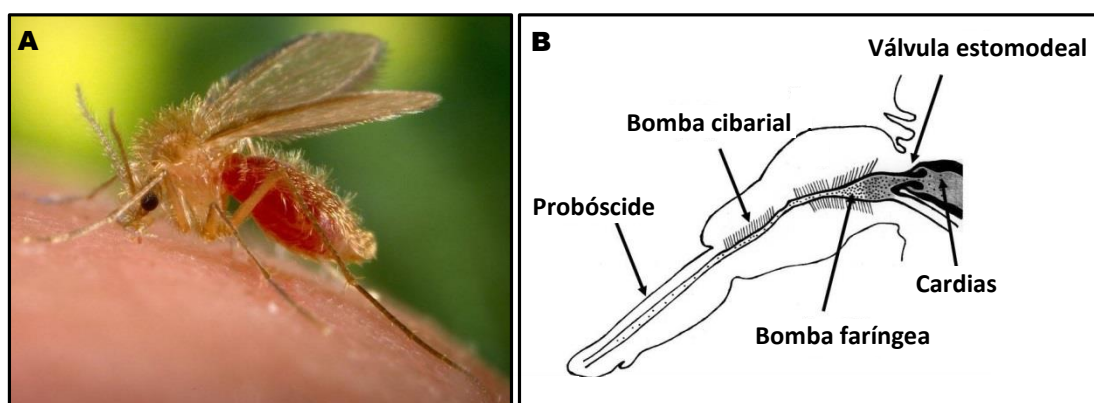 A
B
Válvula estomodeal
Bomba cibarial
Probóscide
Cardias
Bomba faríngea